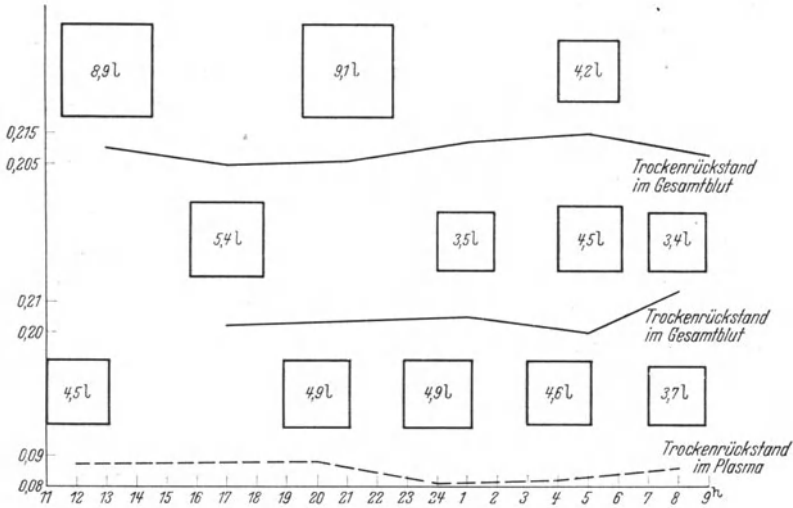 8,9 l 9,1 l 4,2 l
0,215
0,205
Trockenrückstand
im Gesamtblut
5,4 l 3,5 l 4,5 l 3,4 l
0,21
0,20
Trockenrückstand
im Gesamtblut
4,5 l 4,9 l 4,9 l 4,6 l 3,7 l
0,09
0,08
Trockenrückstand
im Plasma
11 12 13 14 15 16 17 18 19 20 21 22 23 24 1 2 3 4 5 6 7 8 9 h